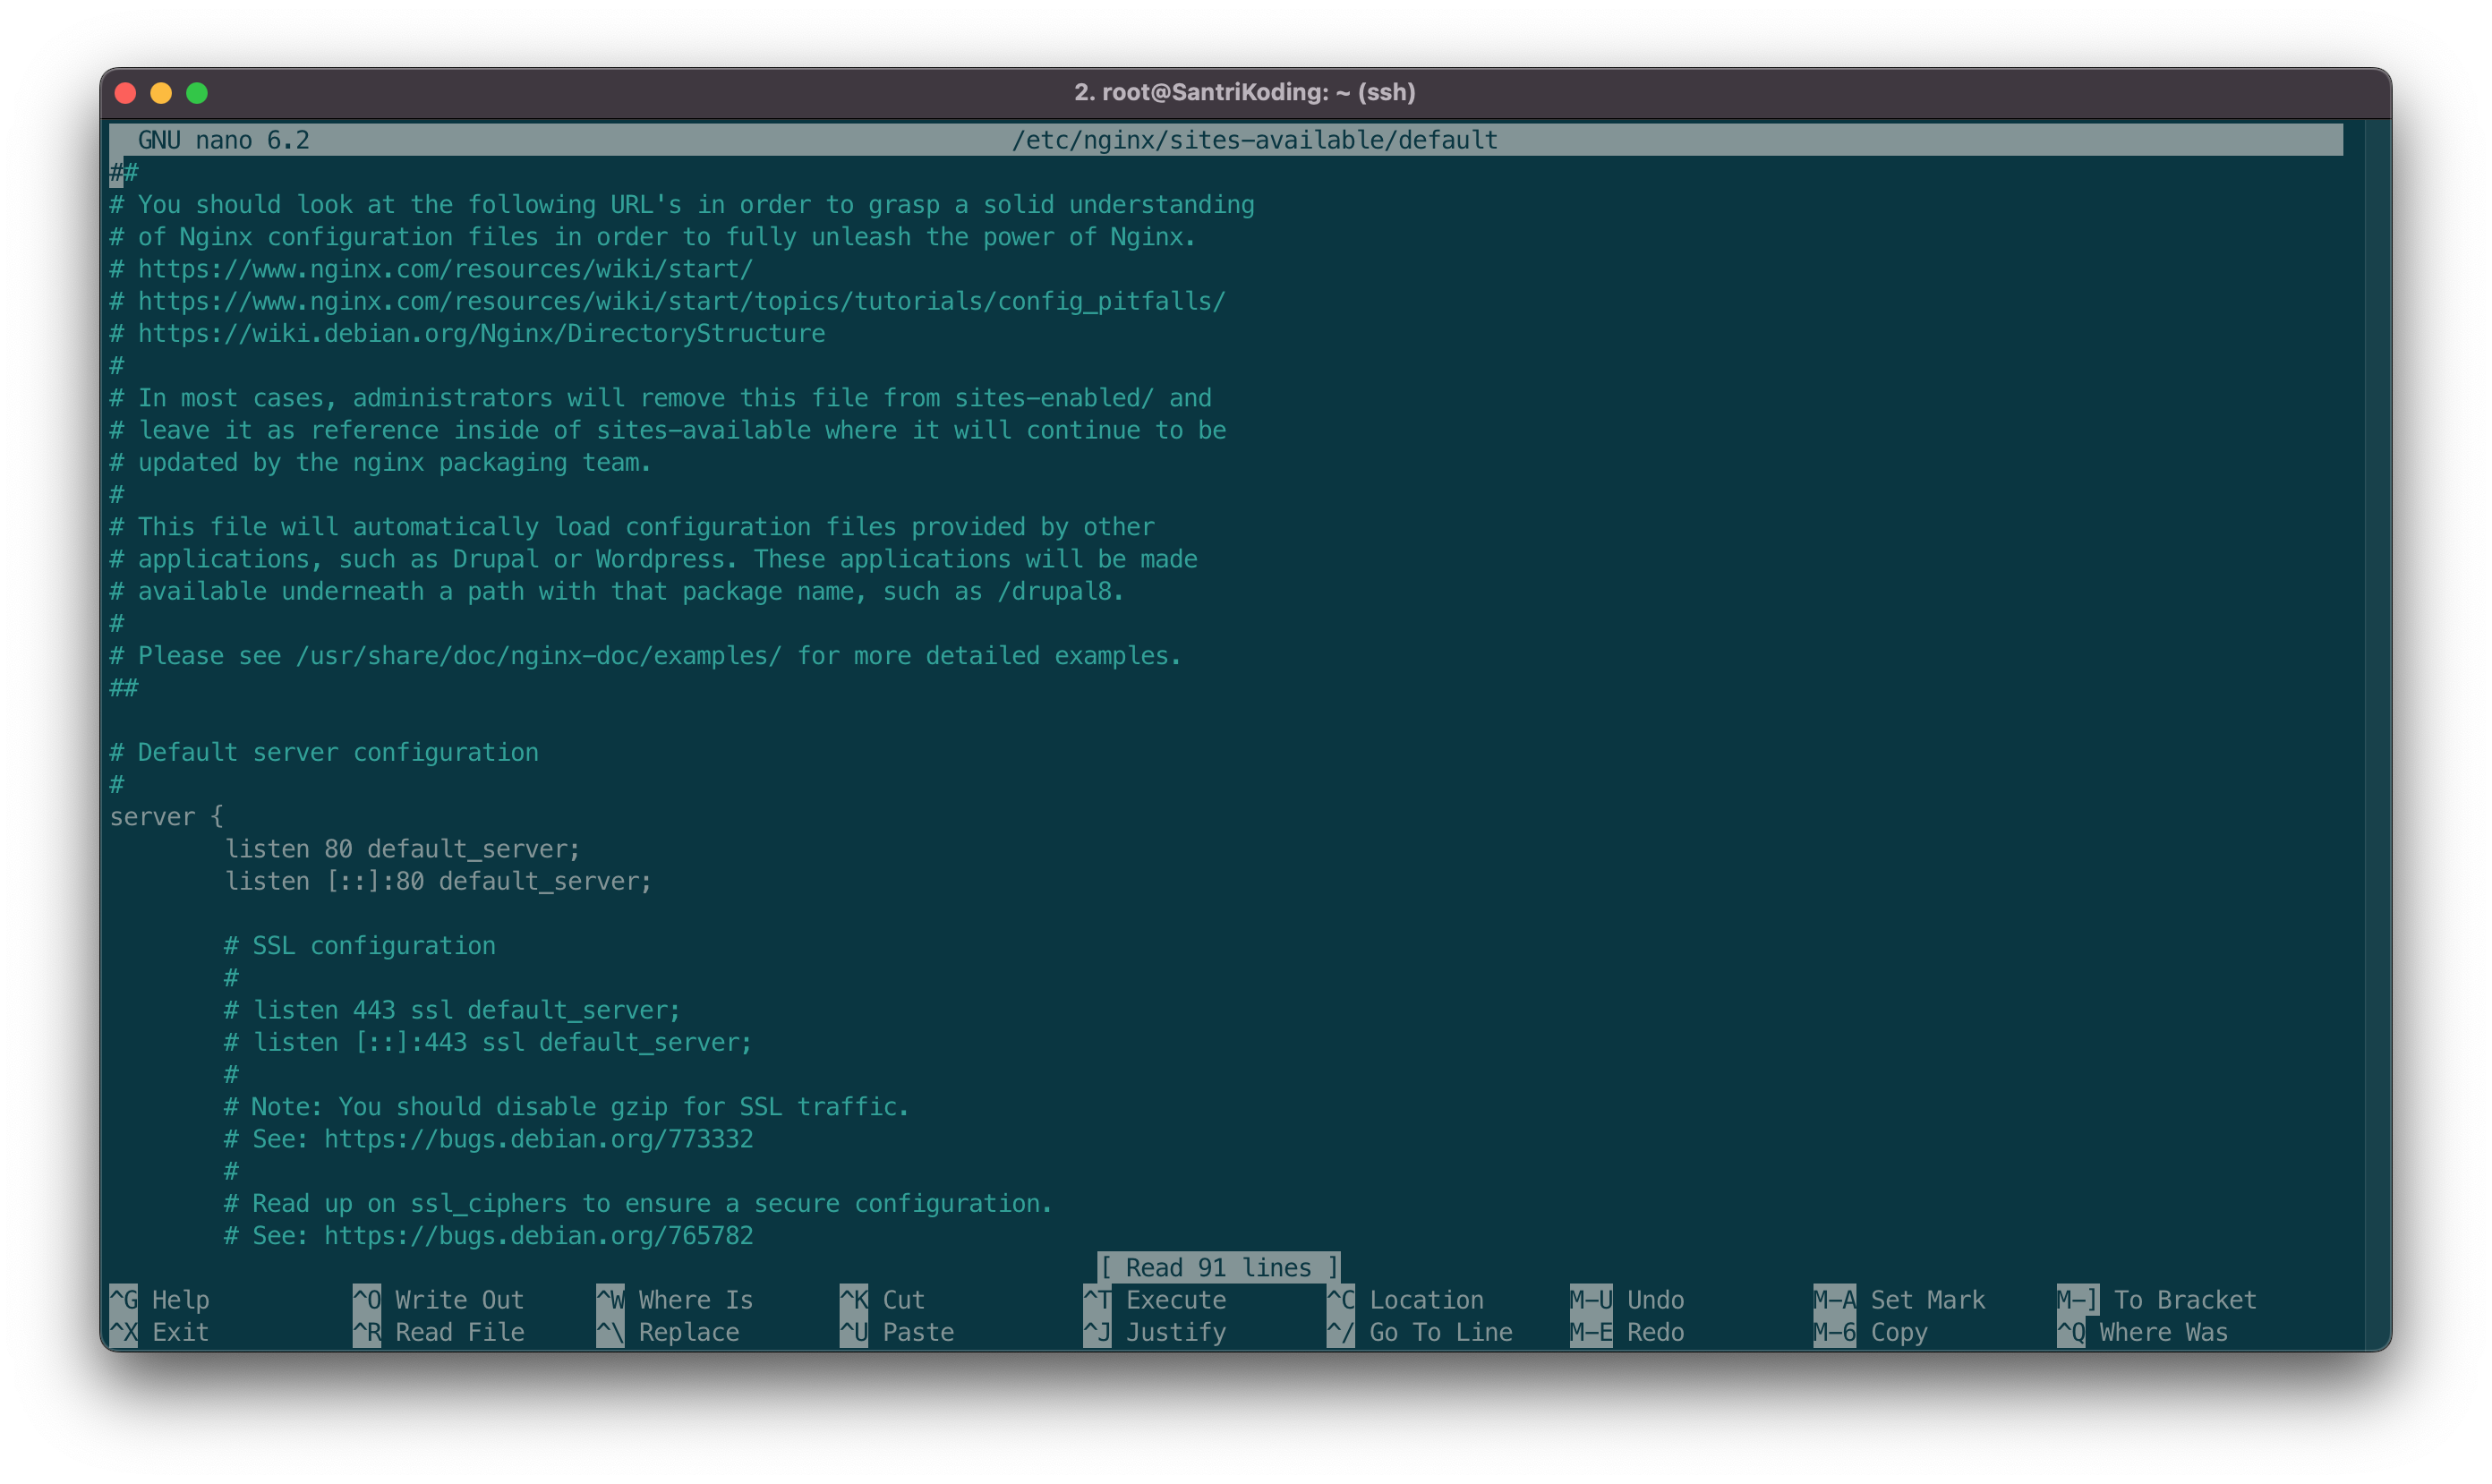 2. root@SantriKoding: ~ (ssh)
GNU nano 6.2 /etc/nginx/sites-available/default
##
# You should look at the following URL's in order to grasp a solid understanding
# of Nginx configuration files in order to fully unleash the power of Nginx.
# https://www.nginx.com/resources/wiki/start/
# https://www.nginx.com/resources/wiki/start/topics/tutorials/config_pitfalls/
# https://wiki.debian.org/Nginx/DirectoryStructure
#
# In most cases, administrators will remove this file from sites-enabled/ and
# leave it as reference inside of sites-available where it will continue to be
# updated by the nginx packaging team.
#
# This file will automatically load configuration files provided by other
# applications, such as Drupal or Wordpress. These applications will be made
# available underneath a path with that package name, such as /drupal8.
#
# Please see /usr/share/doc/nginx-doc/examples/ for more detailed examples.
##

# Default server configuration
#
server {
        listen 80 default_server;
        listen [::]:80 default_server;

        # SSL configuration
        #
        # listen 443 ssl default_server;
        # listen [::]:443 ssl default_server;
        #
        # Note: You should disable gzip for SSL traffic.
        # See: https://bugs.debian.org/773332
        #
        # Read up on ssl_ciphers to ensure a secure configuration.
        # See: https://bugs.debian.org/765782
[ Read 91 lines ]
^G Help ^O Write Out ^W Where Is ^K Cut ^T Execute ^C Location M-U Undo M-A Set Mark M-] To Bracket
^X Exit ^R Read File ^\ Replace ^U Paste ^J Justify ^/ Go To Line M-E Redo M-6 Copy ^Q Where Was